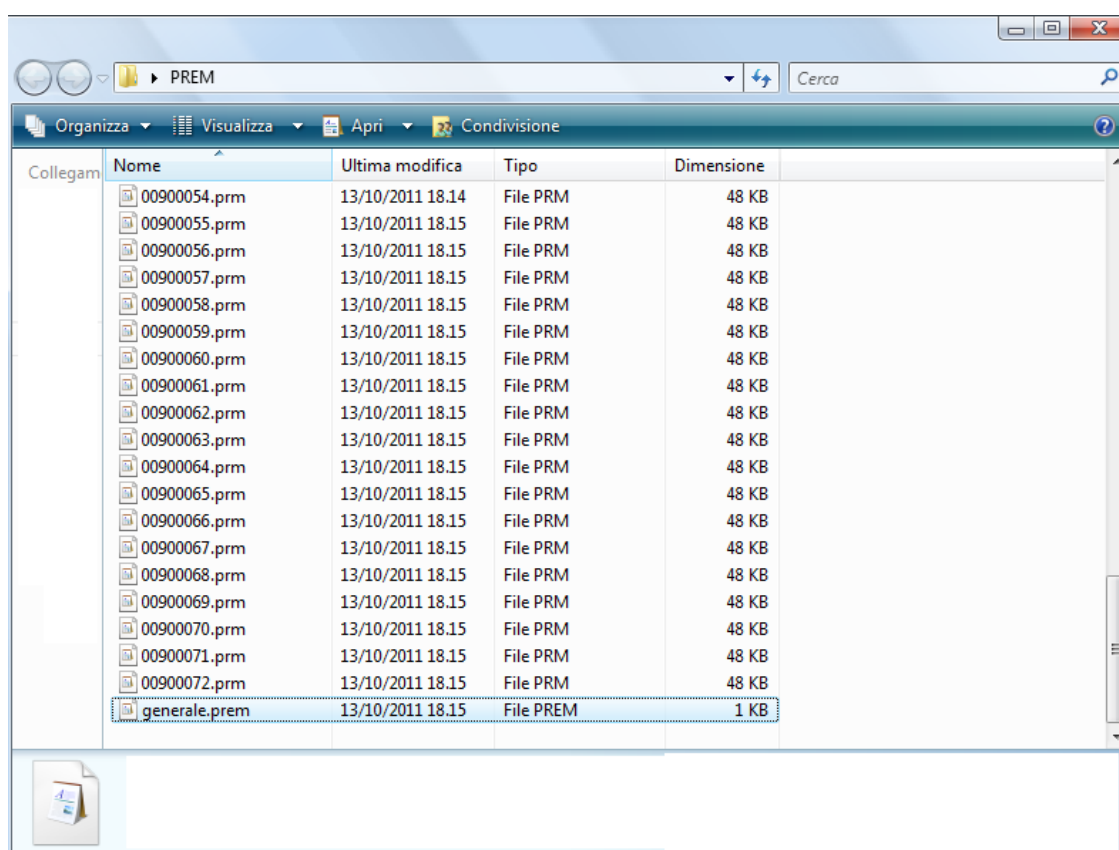 PREM
Cerca
Organizza Visualizza Apri Condivisione
Collegam Nome Ultima modifica Tipo Dimensione
00900054.prm 13/10/2011 18.14 File PRM 48 KB
00900055.prm 13/10/2011 18.15 File PRM 48 KB
00900056.prm 13/10/2011 18.15 File PRM 48 KB
00900057.prm 13/10/2011 18.15 File PRM 48 KB
00900058.prm 13/10/2011 18.15 File PRM 48 KB
00900059.prm 13/10/2011 18.15 File PRM 48 KB
00900060.prm 13/10/2011 18.15 File PRM 48 KB
00900061.prm 13/10/2011 18.15 File PRM 48 KB
00900062.prm 13/10/2011 18.15 File PRM 48 KB
00900063.prm 13/10/2011 18.15 File PRM 48 KB
00900064.prm 13/10/2011 18.15 File PRM 48 KB
00900065.prm 13/10/2011 18.15 File PRM 48 KB
00900066.prm 13/10/2011 18.15 File PRM 48 KB
00900067.prm 13/10/2011 18.15 File PRM 48 KB
00900068.prm 13/10/2011 18.15 File PRM 48 KB
00900069.prm 13/10/2011 18.15 File PRM 48 KB
00900070.prm 13/10/2011 18.15 File PRM 48 KB
00900071.prm 13/10/2011 18.15 File PRM 48 KB
00900072.prm 13/10/2011 18.15 File PRM 48 KB
generale.prem 13/10/2011 18.15 File PREM 1 KB